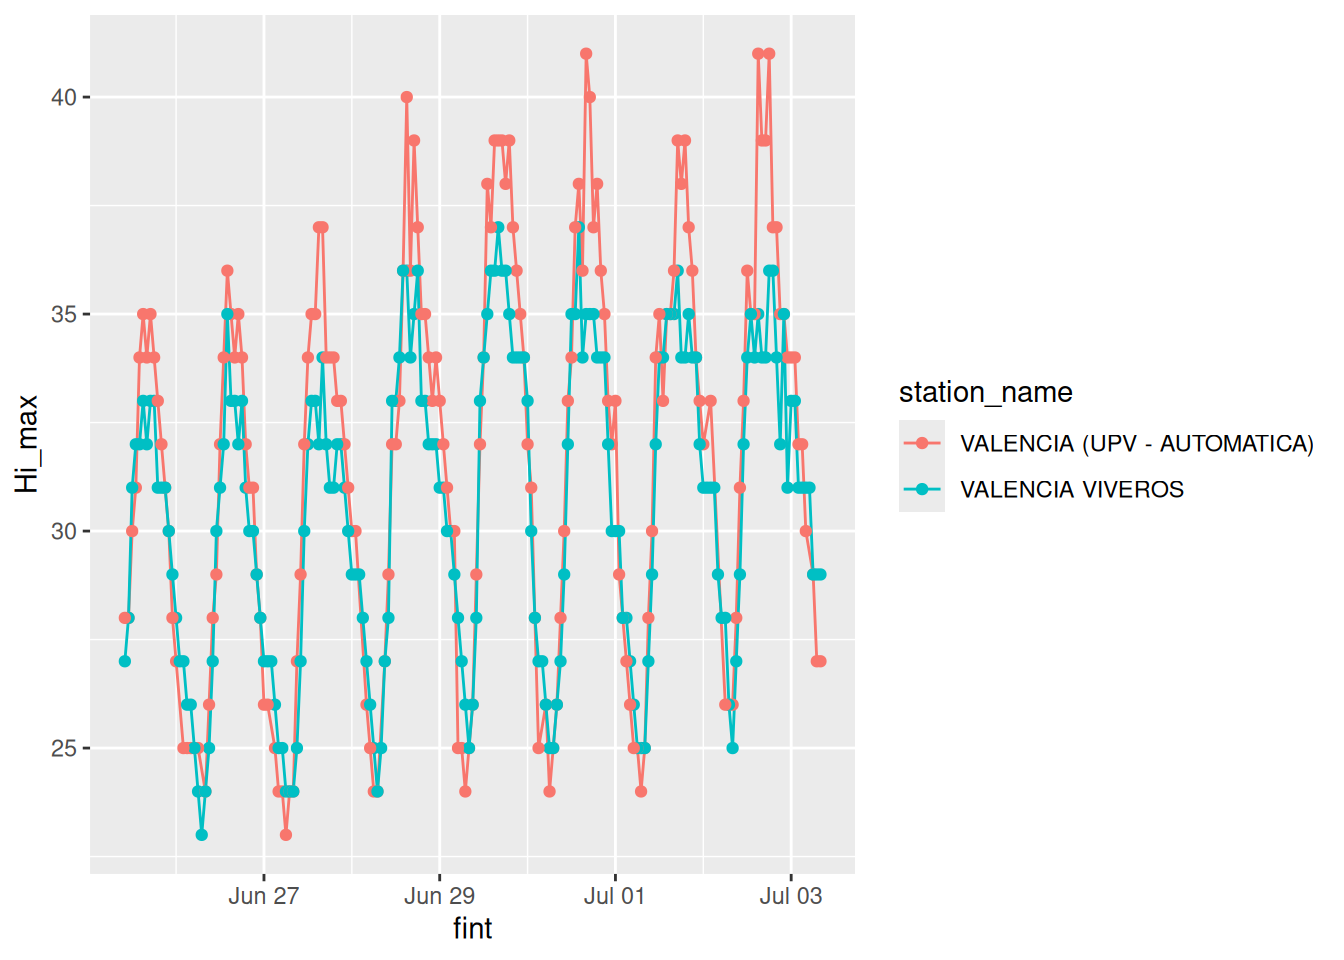 Hi_max
40
35
30
25
Jun 27
Jun 29
Jul 01
Jul 03
fint
station_name
VALENCIA (UPV - AUTOMATICA)
VALENCIA VIVEROS